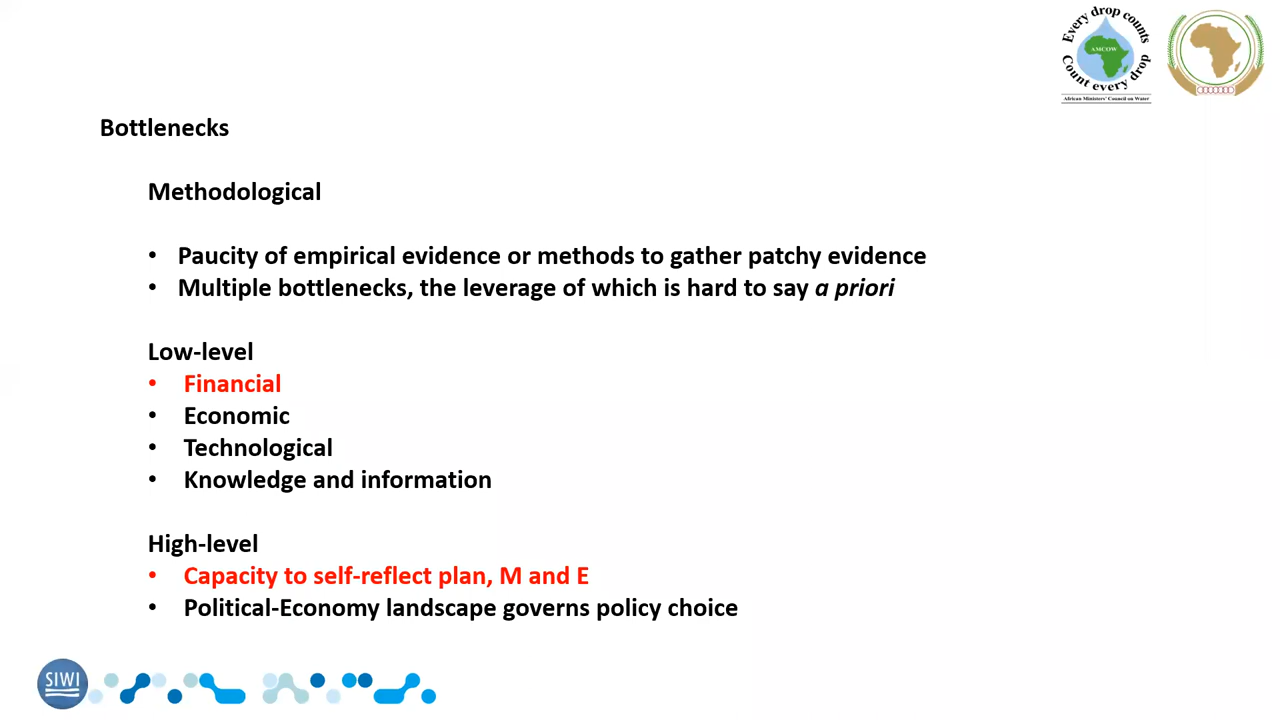 Every drop counts
AMCOW
Count every drop
African Ministers' Council on Water
Bottlenecks
Methodological
• Paucity of empirical evidence or methods to gather patchy evidence
• Multiple bottlenecks, the leverage of which is hard to say a priori
Low-level
• Financial
• Economic
• Technological
• Knowledge and information
High-level
• Capacity to self-reflect plan, M and E
• Political-Economy landscape governs policy choice
SIWI